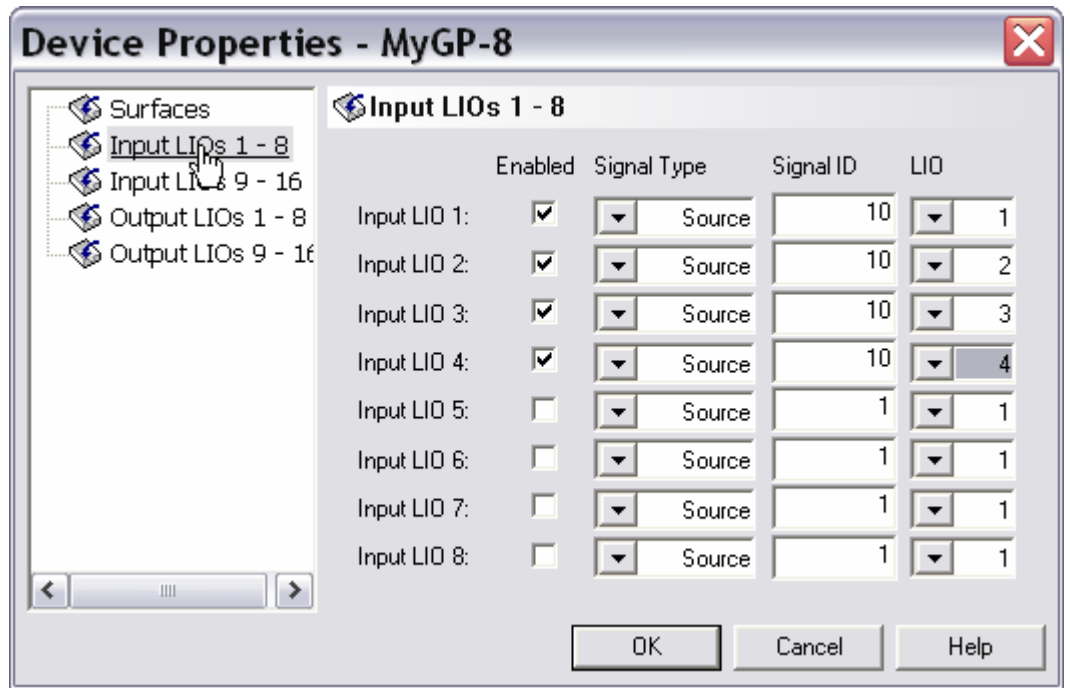 Device Properties - MyGP-8
Surfaces
Input LIOs 1 - 8
Input LIOs 9 - 16
Output LIOs 1 - 8
Output LIOs 9 - 16
Input LIOs 1 - 8
Enabled Signal Type Signal ID LIO
Input LIO 1: Source 10 1
Input LIO 2: Source 10 2
Input LIO 3: Source 10 3
Input LIO 4: Source 10 4
Input LIO 5: Source 1 1
Input LIO 6: Source 1 1
Input LIO 7: Source 1 1
Input LIO 8: Source 1 1
OK Cancel Help